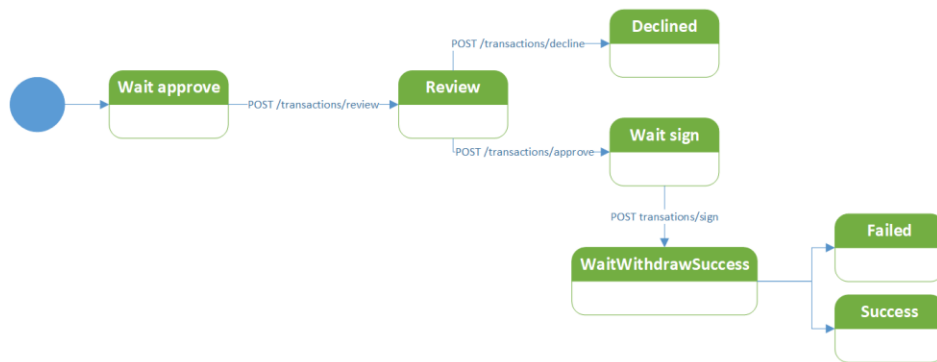 Declined
POST /transactions/decline
Wait approve
Review
POST /transactions/review
Wait sign
POST /transactions/approve
POST transations/sign
WaitWithdrawSuccess
Failed
Success